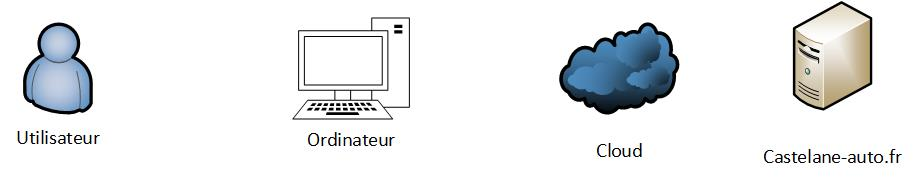 Utilisateur
Ordinateur
Cloud
Castelane-auto.fr